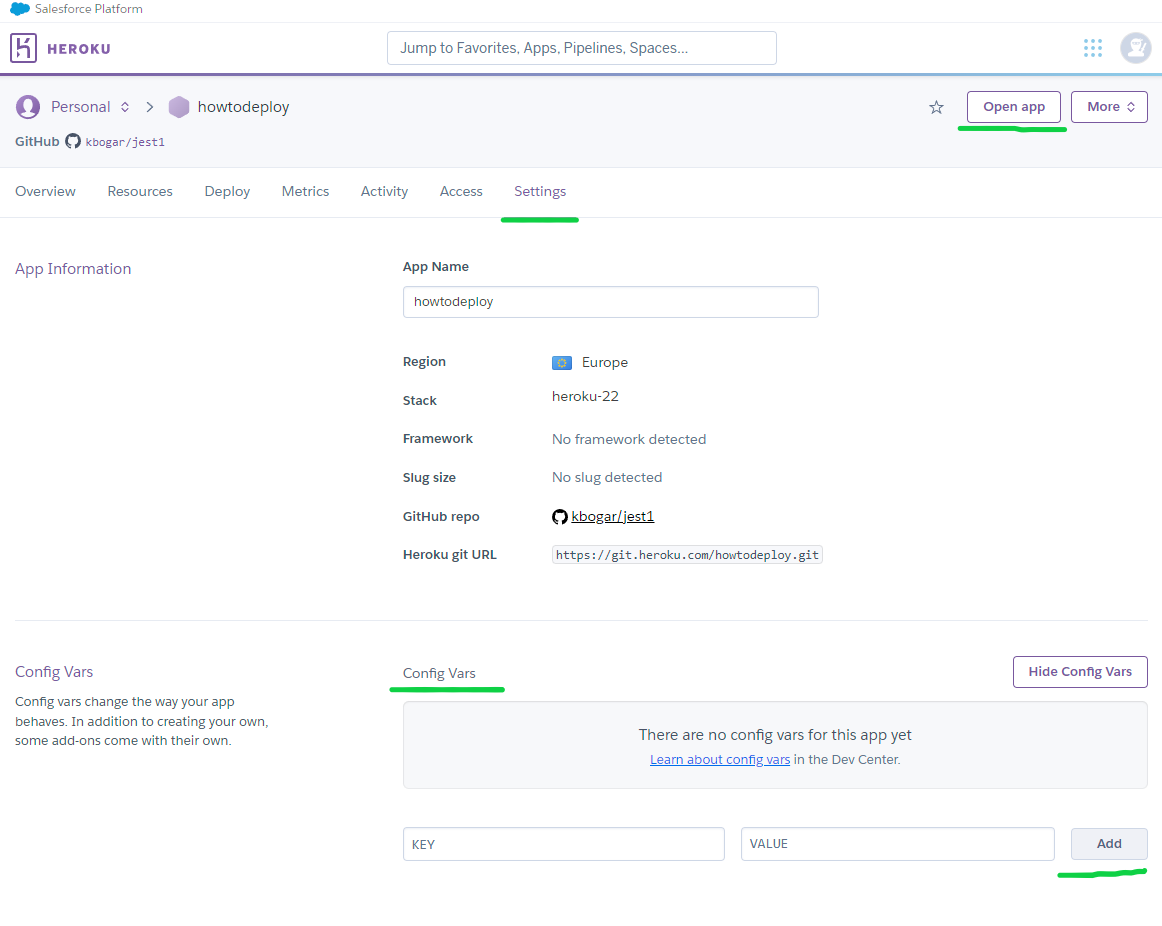 Salesforce Platform
HEROKU
Jump to Favorites, Apps, Pipelines, Spaces...
Personal
howtodeploy
Open app
More
GitHub kbogar/jest1
Overview Resources Deploy Metrics Activity Access Settings
App Information
App Name
howtodeploy
Region Europe
Stack heroku-22
Framework No framework detected
Slug size No slug detected
GitHub repo kbogar/jest1
Heroku git URL https://git.heroku.com/howtodeploy.git
Config Vars
Config vars change the way your app
behaves. In addition to creating your own,
some add-ons come with their own.
Config Vars
Hide Config Vars
There are no config vars for this app yet
Learn about config vars in the Dev Center.
KEY
VALUE
Add